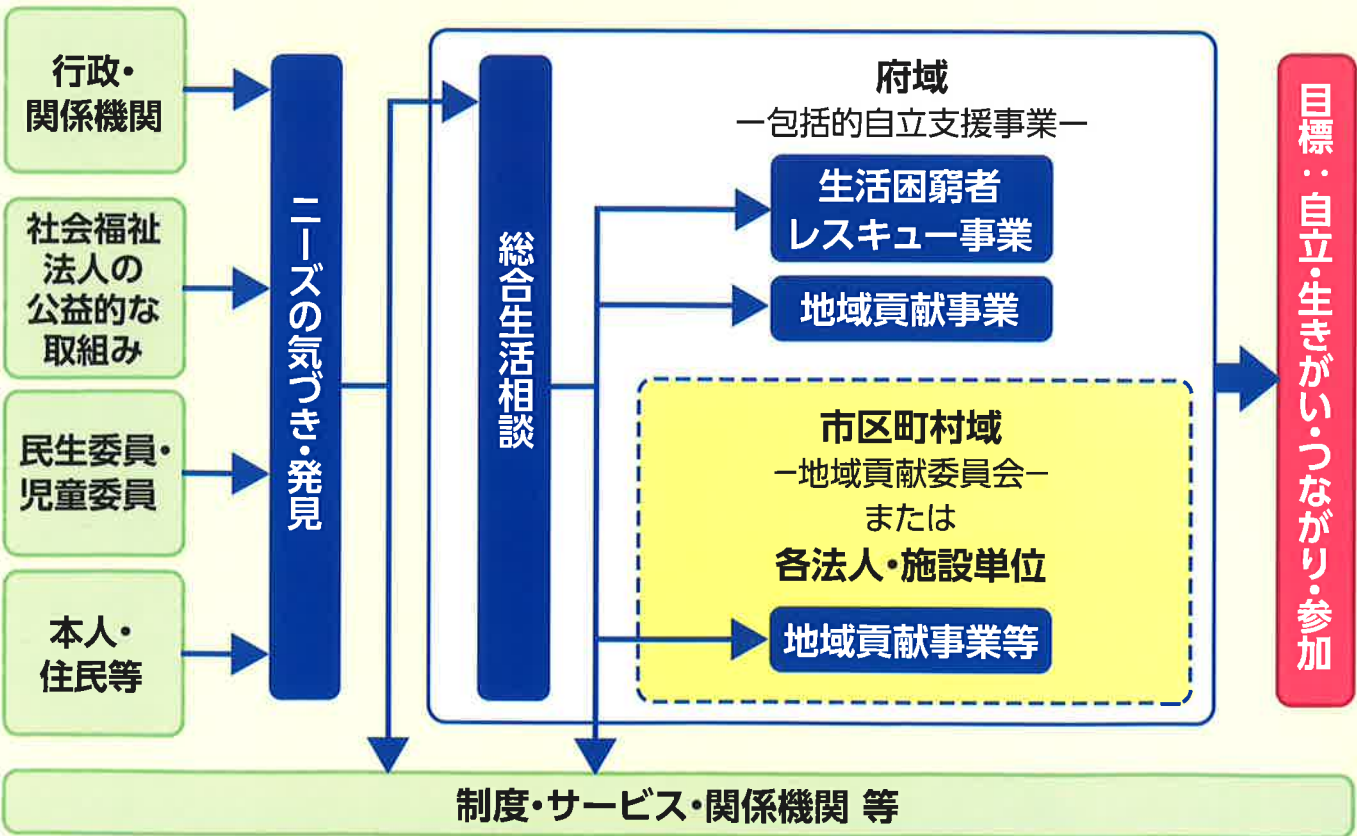 行政・
関係機関
社会福祉
法人の
公益的な
取組み
民生委員・
児童委員
本人・
住民等
ニーズの気づき・発見
総合生活相談
府域
ー包括的自立支援事業ー
生活困窮者
レスキュー事業
地域貢献事業
市区町村域
ー地域貢献委員会ー
または
各法人・施設単位
地域貢献事業等
目標：自立・生きがい・つながり・参加
制度・サービス・関係機関 等